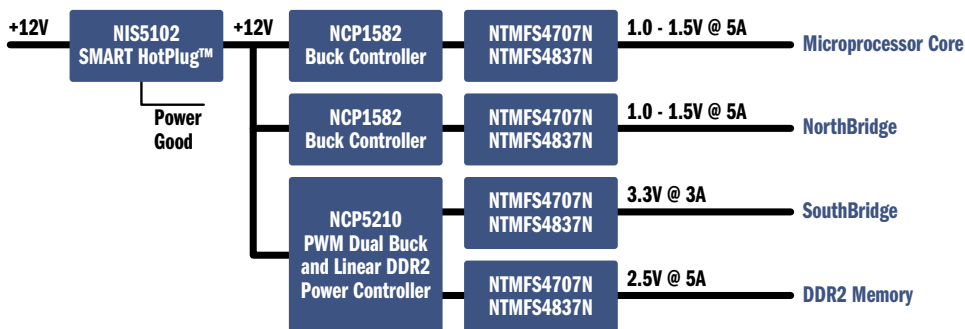 +12V
NIS5102
SMART HotPlug™
+12V
Power
Good
NCP1582
Buck Controller
NTMFS4707N
NTMFS4837N
1.0 - 1.5V @ 5A
Microprocessor Core
NCP1582
Buck Controller
NTMFS4707N
NTMFS4837N
1.0 - 1.5V @ 5A
NorthBridge
NCP5210
PWM Dual Buck
and Linear DDR2
Power Controller
NTMFS4707N
NTMFS4837N
3.3V @ 3A
SouthBridge
NTMFS4707N
NTMFS4837N
2.5V @ 5A
DDR2 Memory